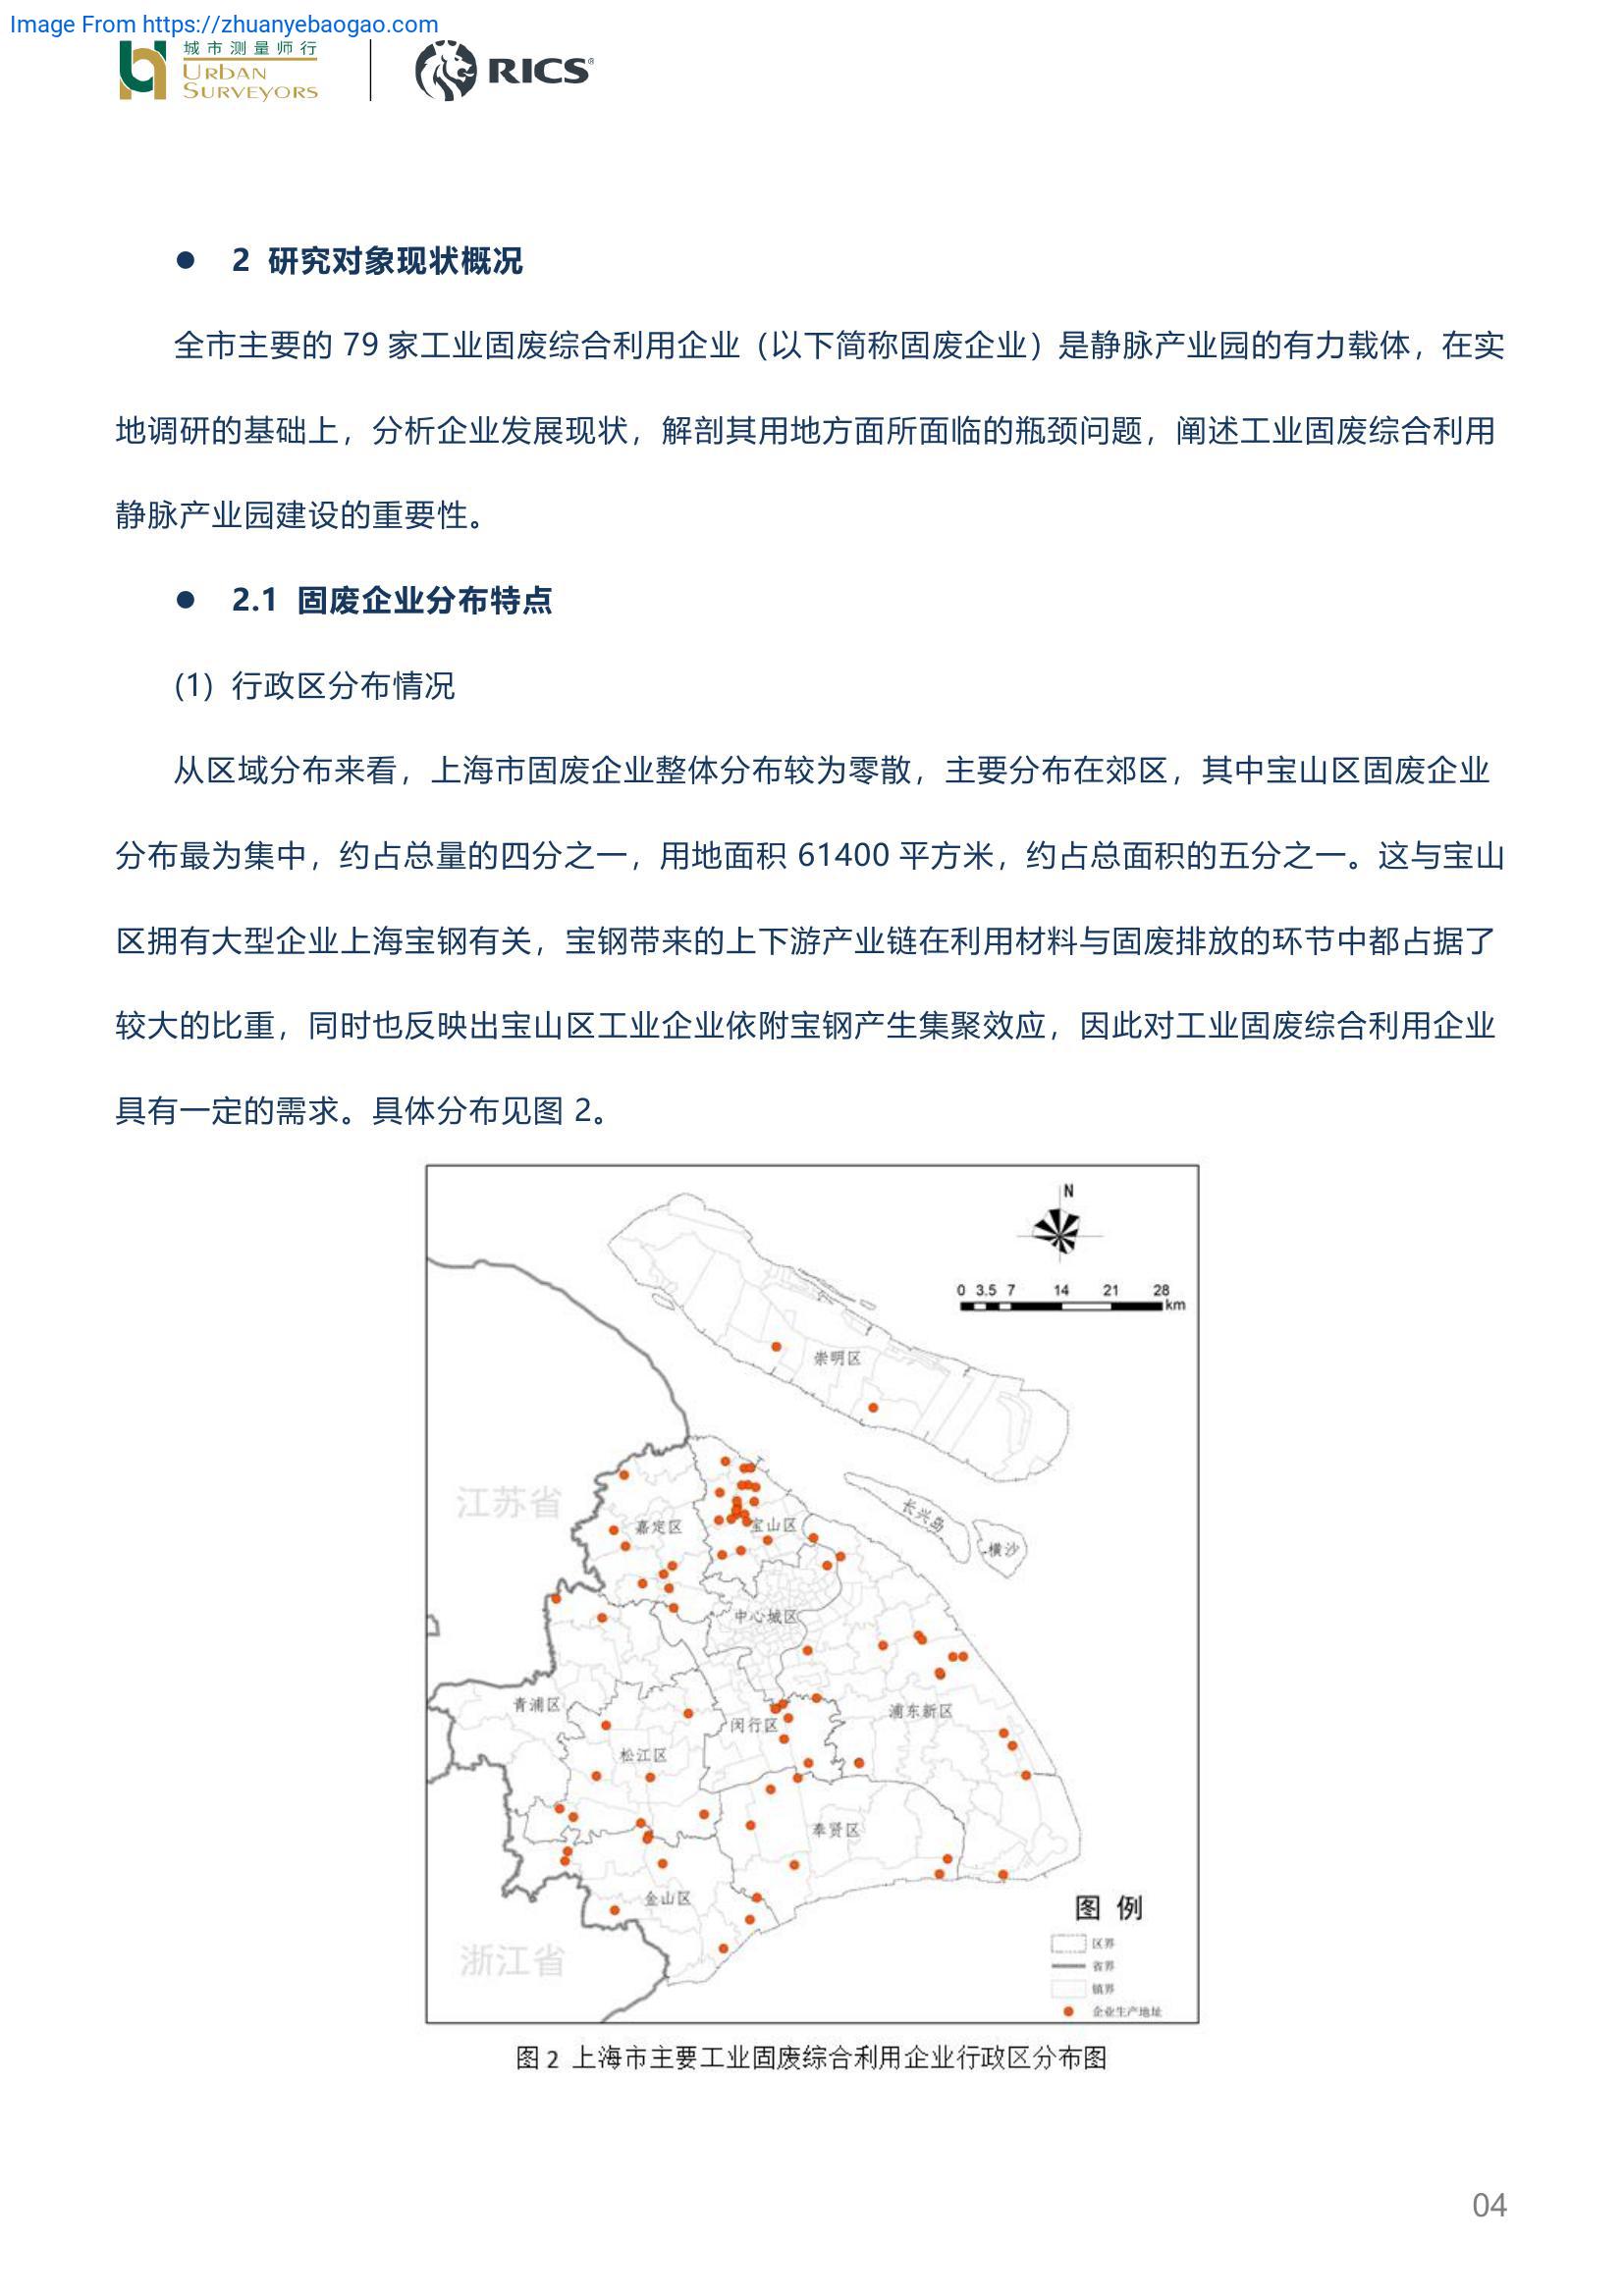 Image From https://zhuanyebaogao.com
城市测量师行
URBAN
SURVEYORS
RICS®
● 2 研究对象现状概况
全市主要的 79 家工业固废综合利用企业（以下简称固废企业）是静脉产业园的有力载体，在实
地调研的基础上，分析企业发展现状，解剖其用地方面所面临的瓶颈问题，阐述工业固废综合利用
静脉产业园建设的重要性。
● 2.1 固废企业分布特点
(1) 行政区分布情况
从区域分布来看，上海市固废企业整体分布较为零散，主要分布在郊区，其中宝山区固废企业
分布最为集中，约占总量的四分之一，用地面积 61400 平方米，约占总面积的五分之一。这与宝山
区拥有大型企业上海宝钢有关，宝钢带来的上下游产业链在利用材料与固废排放的环节中都占据了
较大的比重，同时也反映出宝山区工业企业依附宝钢产生集聚效应，因此对工业固废综合利用企业
具有一定的需求。具体分布见图 2。
N
0 3.5 7 14 21 28
km
崇明区
江苏省
长兴岛
嘉定区
宝山区
横沙
中心城区
青浦区
浦东新区
闵行区
松江区
奉贤区
金山区
浙江省
图 例
区界
省界
镇界
企业生产地址
图 2 上海市主要工业固废综合利用企业行政区分布图
04